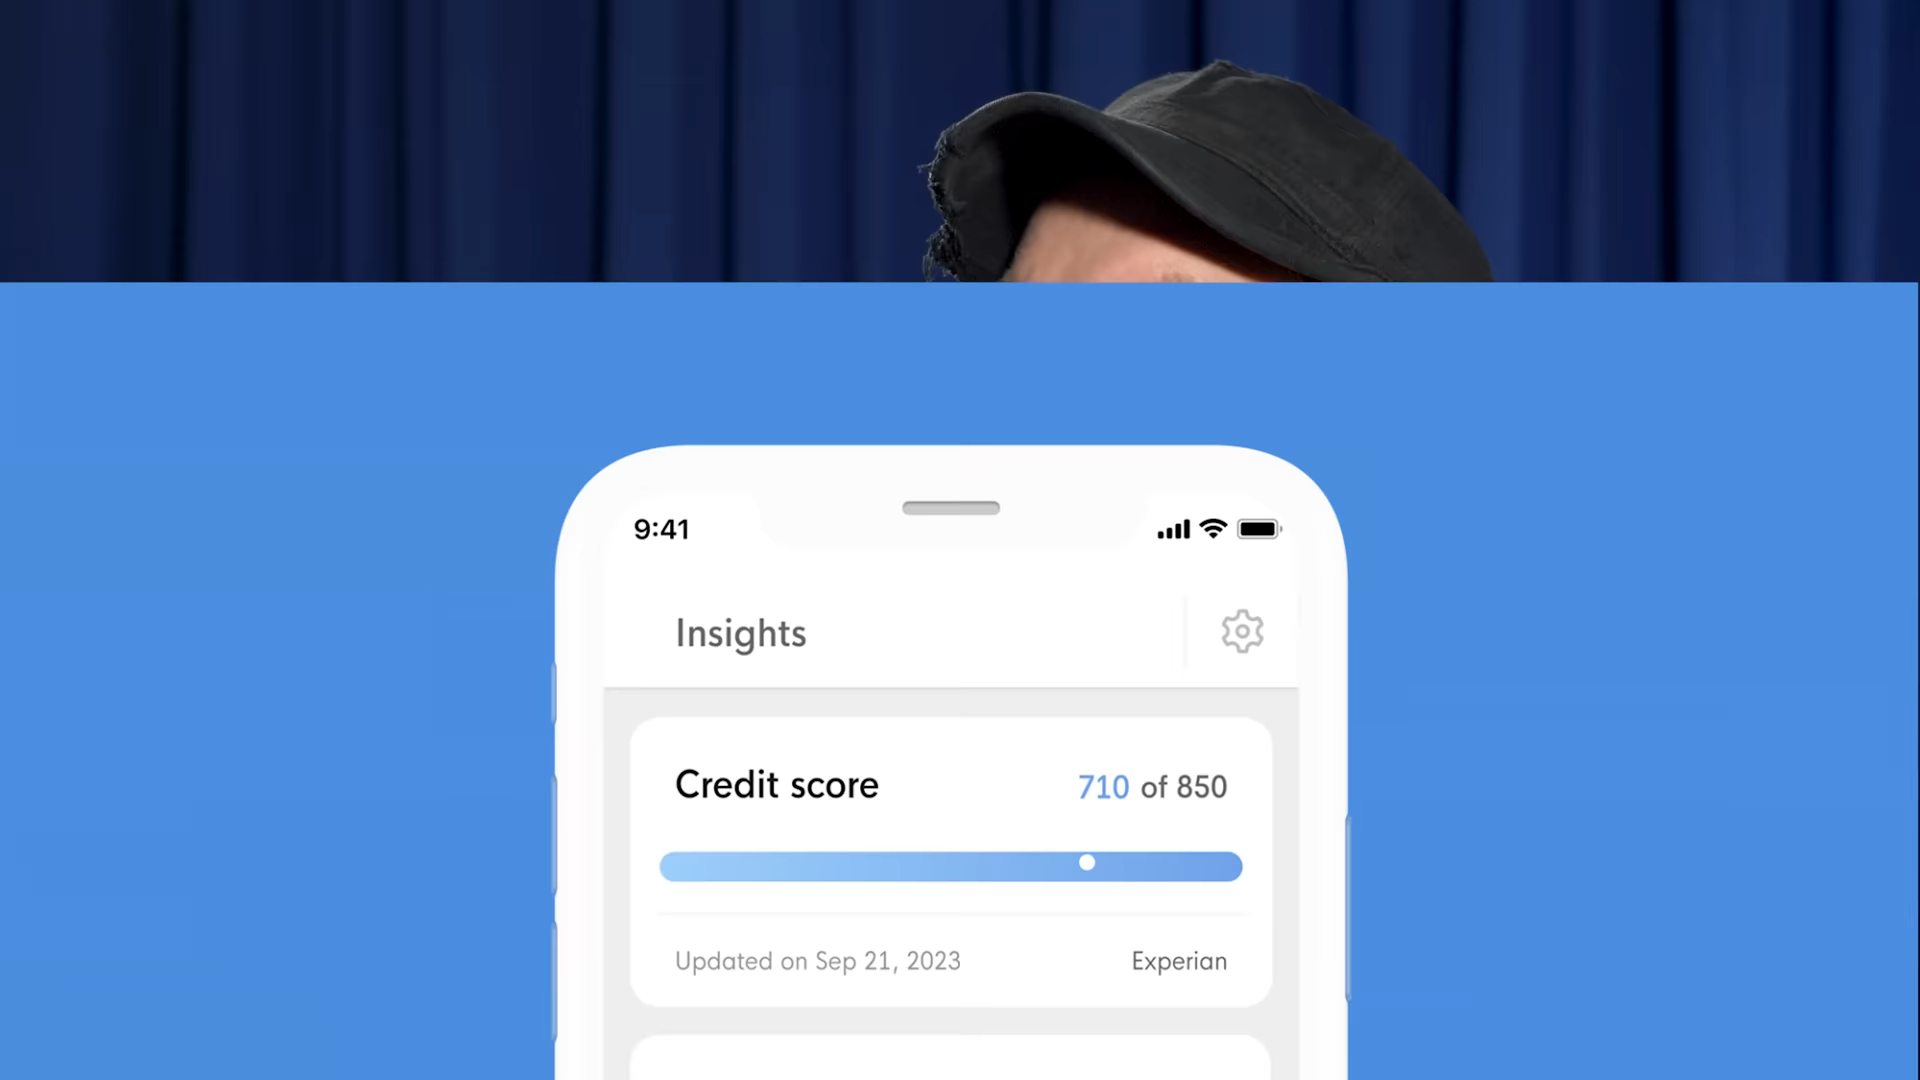 9:41
Insights
Credit score 710 of 850
Updated on Sep 21, 2023 Experian